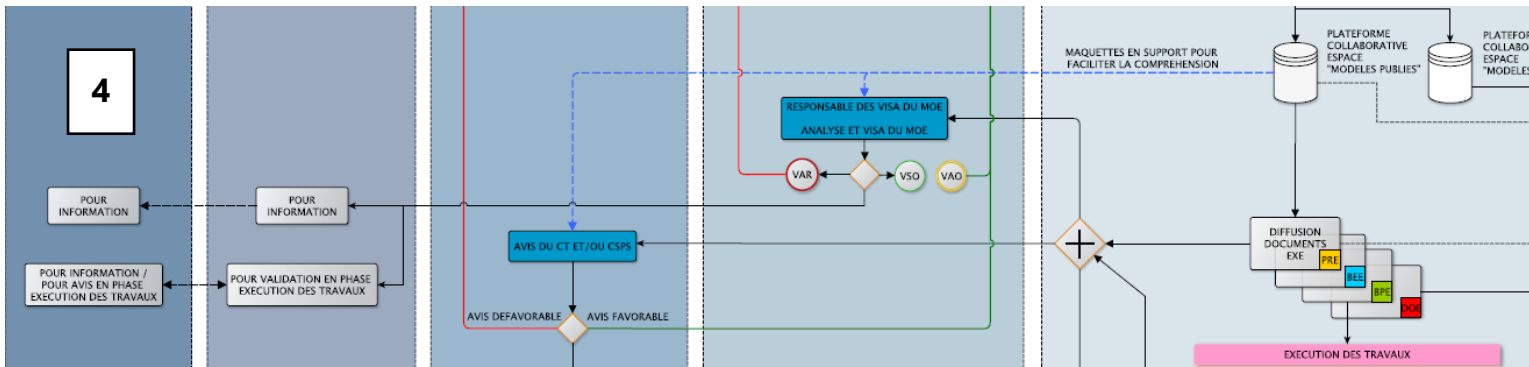 4
POUR
INFORMATION
POUR INFORMATION /
POUR AVIS EN PHASE
EXECUTION DES TRAVAUX
POUR
INFORMATION
POUR VALIDATION EN PHASE
EXECUTION DES TRAVAUX
AVIS DU CT ET/OU CSPS
AVIS DEFAVORABLE
AVIS FAVORABLE
RESPONSABLE DES VISA DU MOE
ANALYSE ET VISA DU MOE
VAR
VSO
VAO
MAQUETTES EN SUPPORT POUR
FACILITER LA COMPREHENSION
PLATEFORME
COLLABORATIVE
ESPACE
"MODELES PUBLIES"
PLATEFOR
COLLABO
ESPACE
"MODELES
DIFFUSION
DOCUMENTS
EXE
PRE
BEE
BPE
DOE
EXECUTION DES TRAVAUX